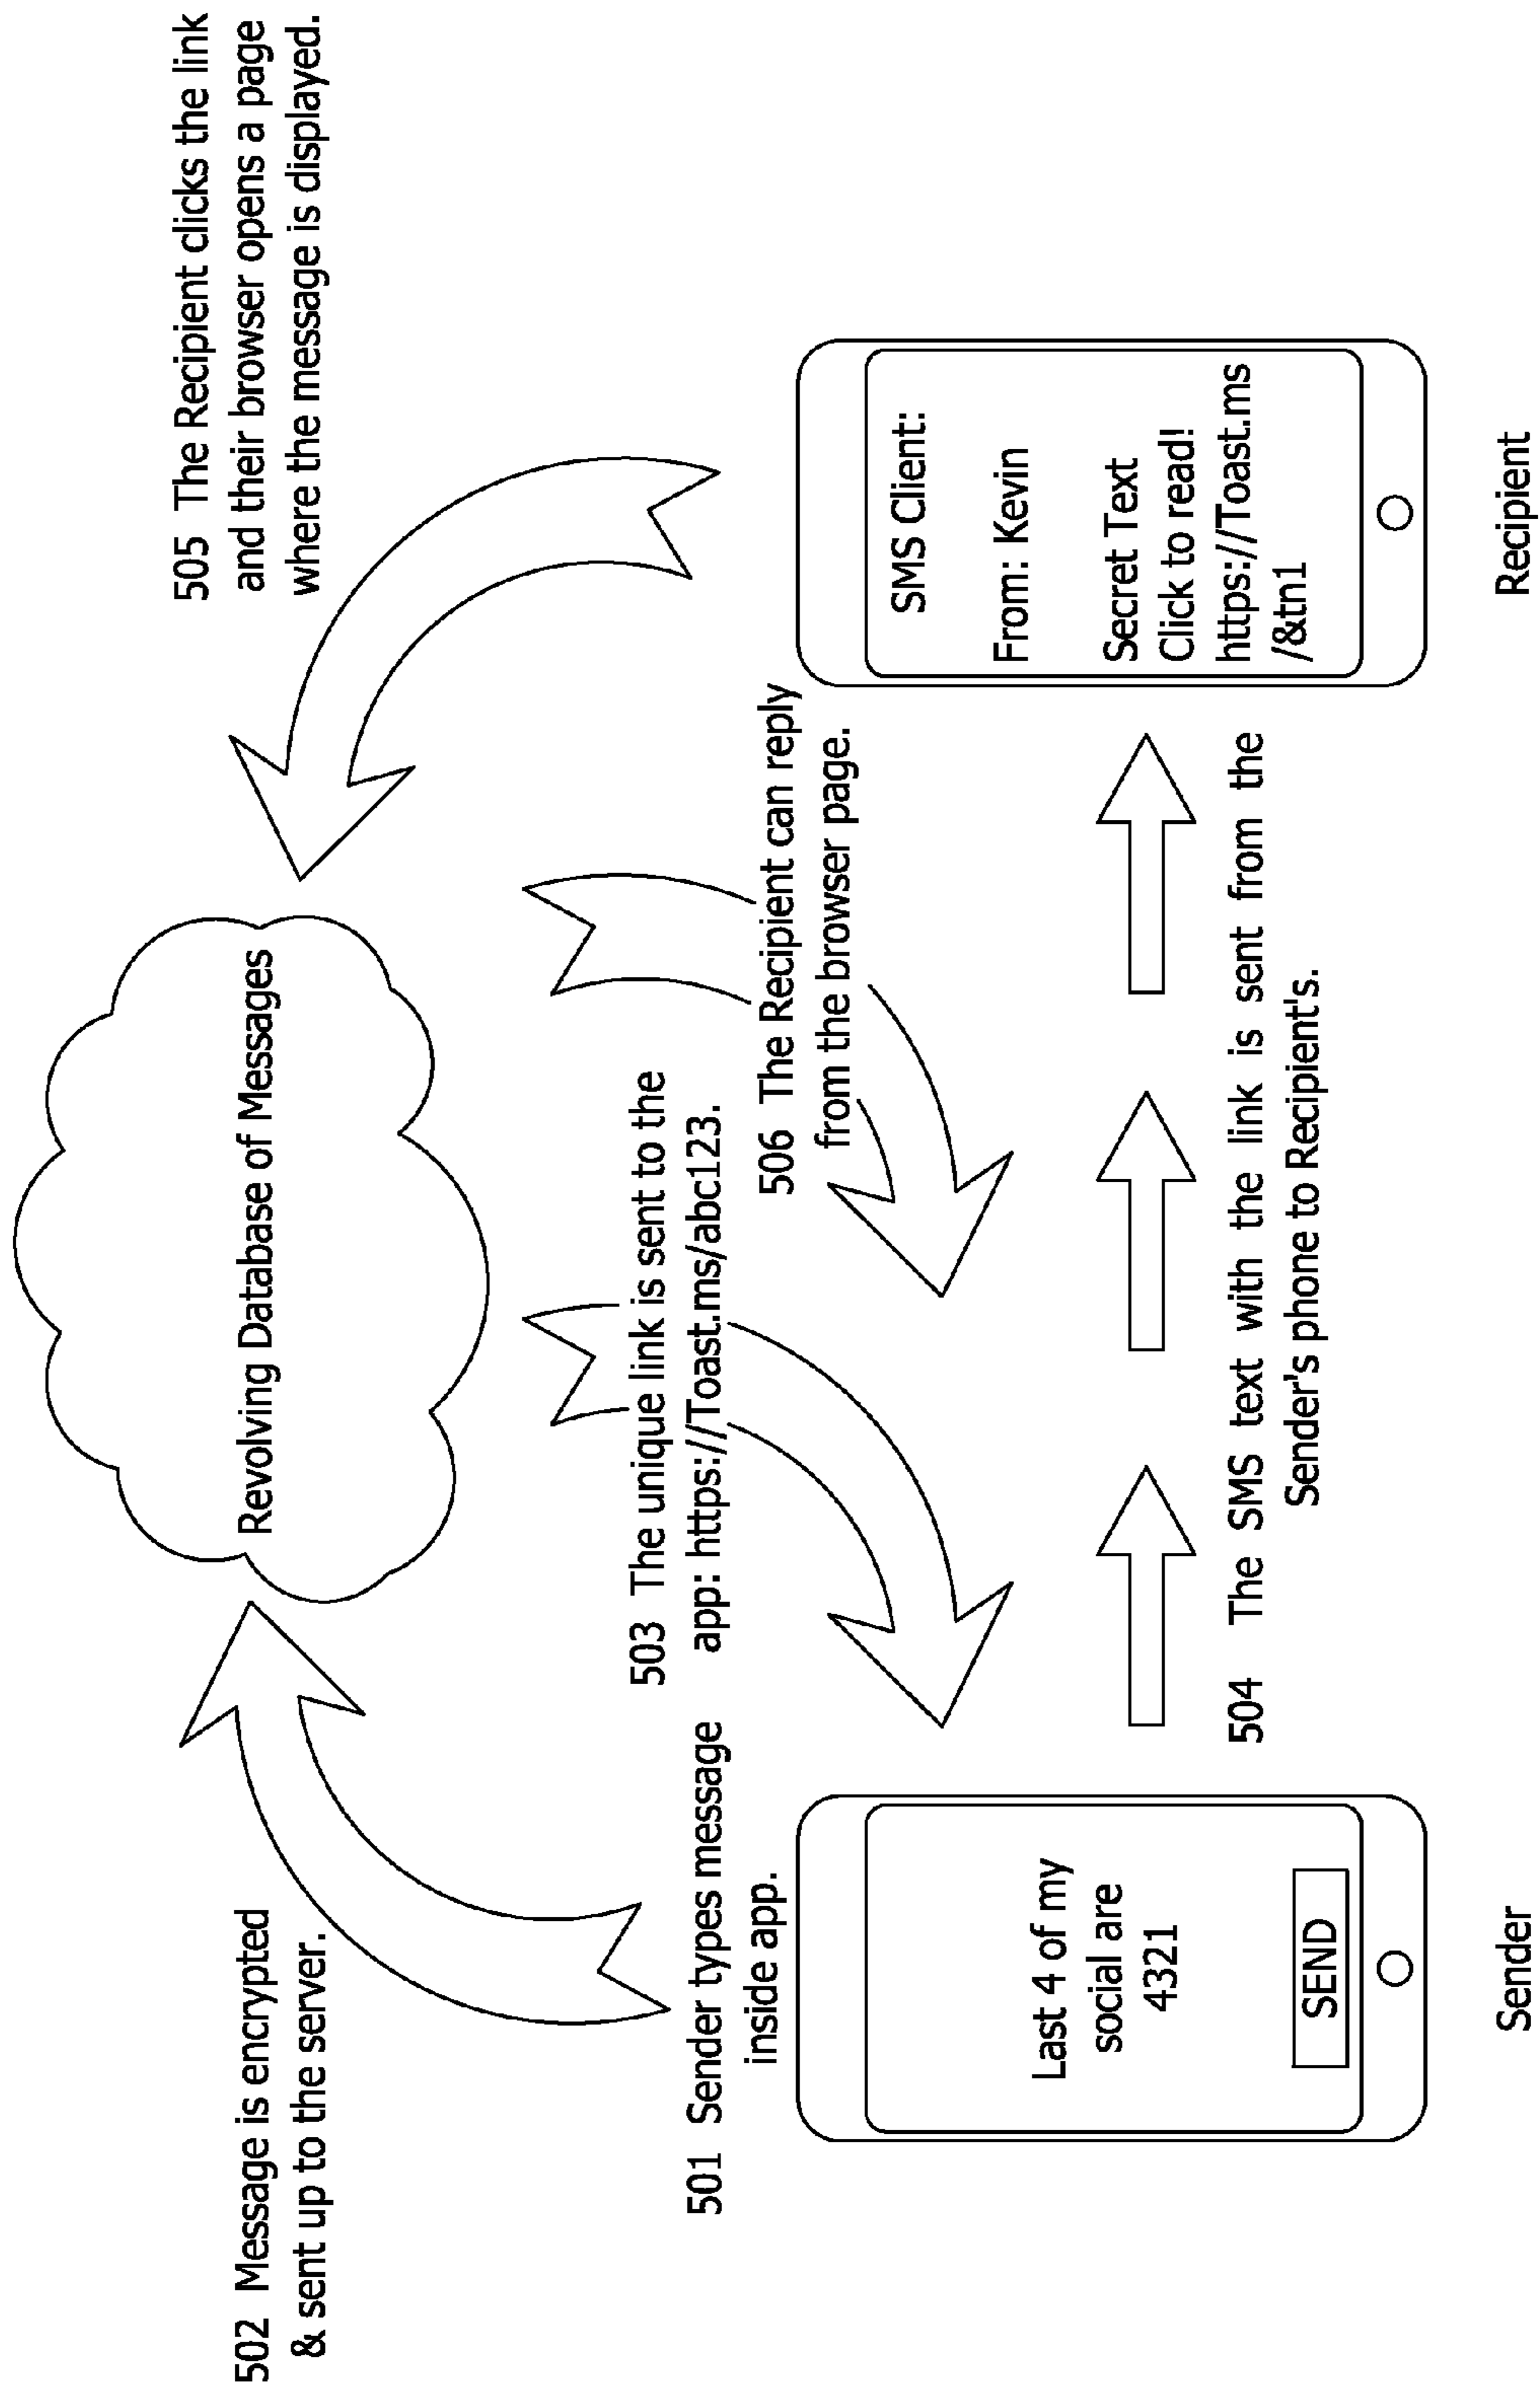 502 Message is encrypted
& sent up to the server.
Revolving Database of Messages
505 The Recipient clicks the link
and their browser opens a page
where the message is displayed.
501 Sender types message
inside app.
503 The unique link is sent to the
app: https://Toast.ms/abc123.
506 The Recipient can reply
from the browser page.
Last 4 of my
social are
4321
SEND
Sender
504 The SMS text with the link is sent from the
Sender's phone to Recipient's.
SMS Client:
From: Kevin
Secret Text
Click to read!
https://Toast.ms
/&tn1
Recipient